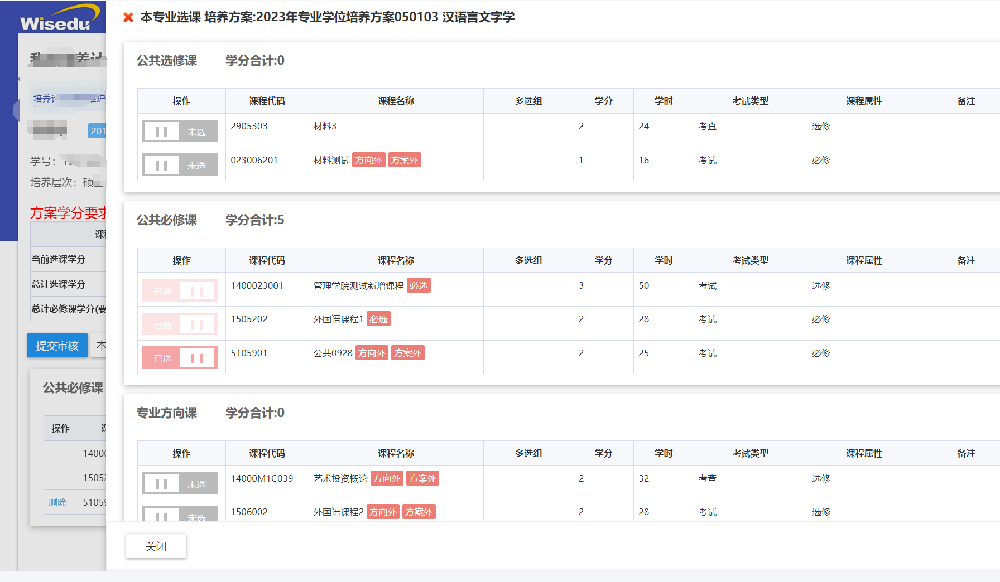 Wisedu
本专业选课 培养方案:2023年专业学位培养方案050103 汉语言文字学
养计
培养计
维护
201
学号：
培养层次：硕士
方案学分要求
课程
当前选课学分
总计选课学分
总计必修课学分(要
提交审核 本
公共必修课
操作 课
14000
15052
删除 51059
公共选修课 学分合计:0
操作 课程代码 课程名称 多选组 学分 学时 考试类型 课程属性 备注
未选 2905303 材料3 2 24 考查 选修
未选 023006201 材料测试 方向外 方案外 1 16 考试 必修
公共必修课 学分合计:5
操作 课程代码 课程名称 多选组 学分 学时 考试类型 课程属性 备注
已选 1400023001 管理学院测试新增课程 必选 3 50 考试 选修
已选 1505202 外国语课程1 必选 2 28 考试 必修
已选 5105901 公共0928 方向外 方案外 2 25 考试 必修
专业方向课 学分合计:0
操作 课程代码 课程名称 多选组 学分 学时 考试类型 课程属性 备注
未选 14000M1C039 艺术投资概论 方向外 方案外 2 32 考查 选修
未选 1506002 外国语课程2 方向外 方案外 2 28 考试 选修
关闭